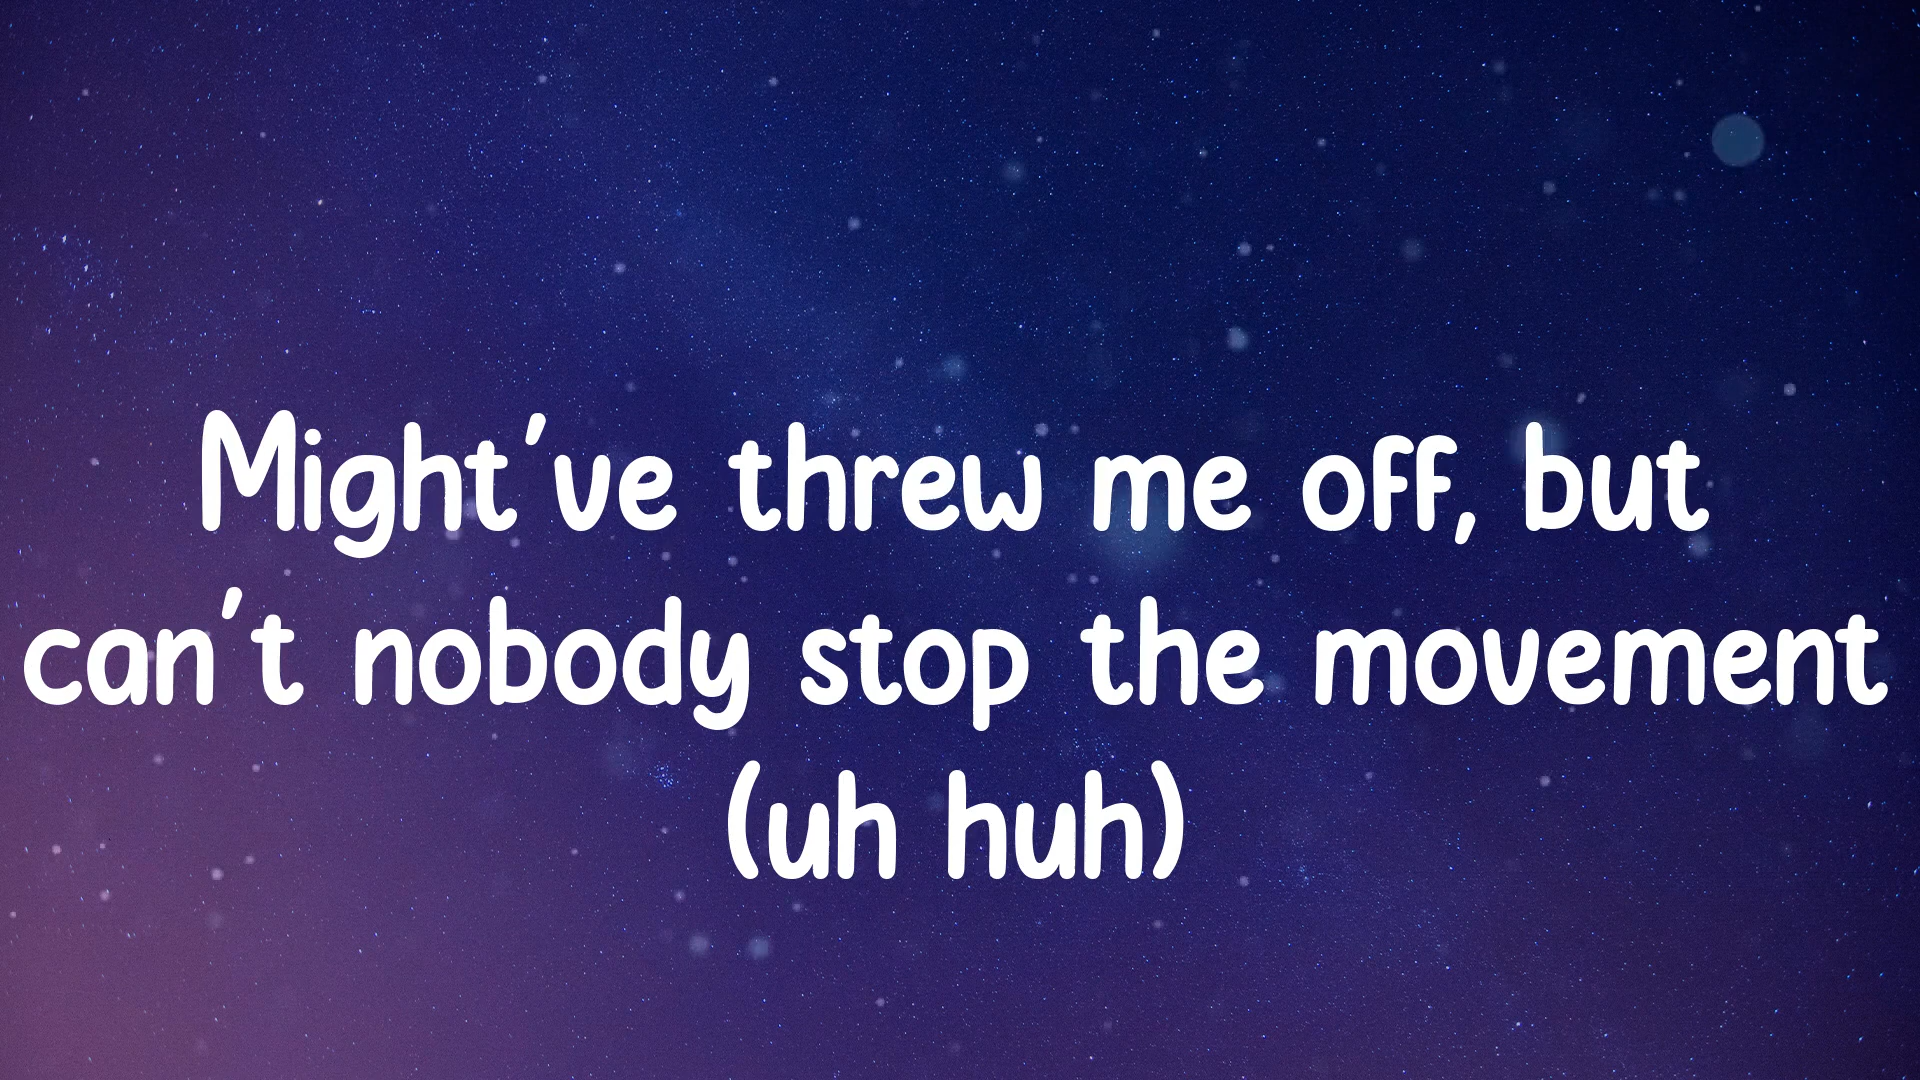 Might've threw me off, but
can't nobody stop the movement
(uh huh)